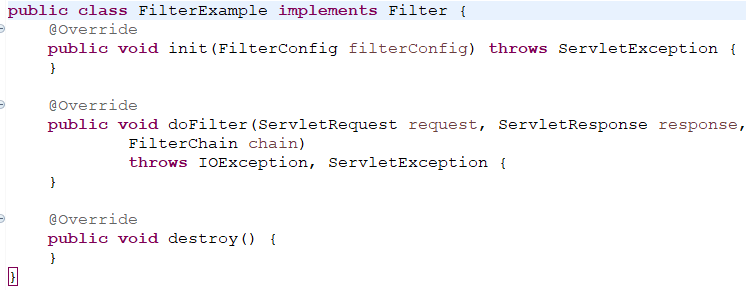 public class FilterExample implements Filter {
@Override
public void init(FilterConfig filterConfig) throws ServletException {
}
@Override
public void doFilter(ServletRequest request, ServletResponse response,
FilterChain chain)
throws IOException, ServletException {
}
@Override
public void destroy() {
}
}